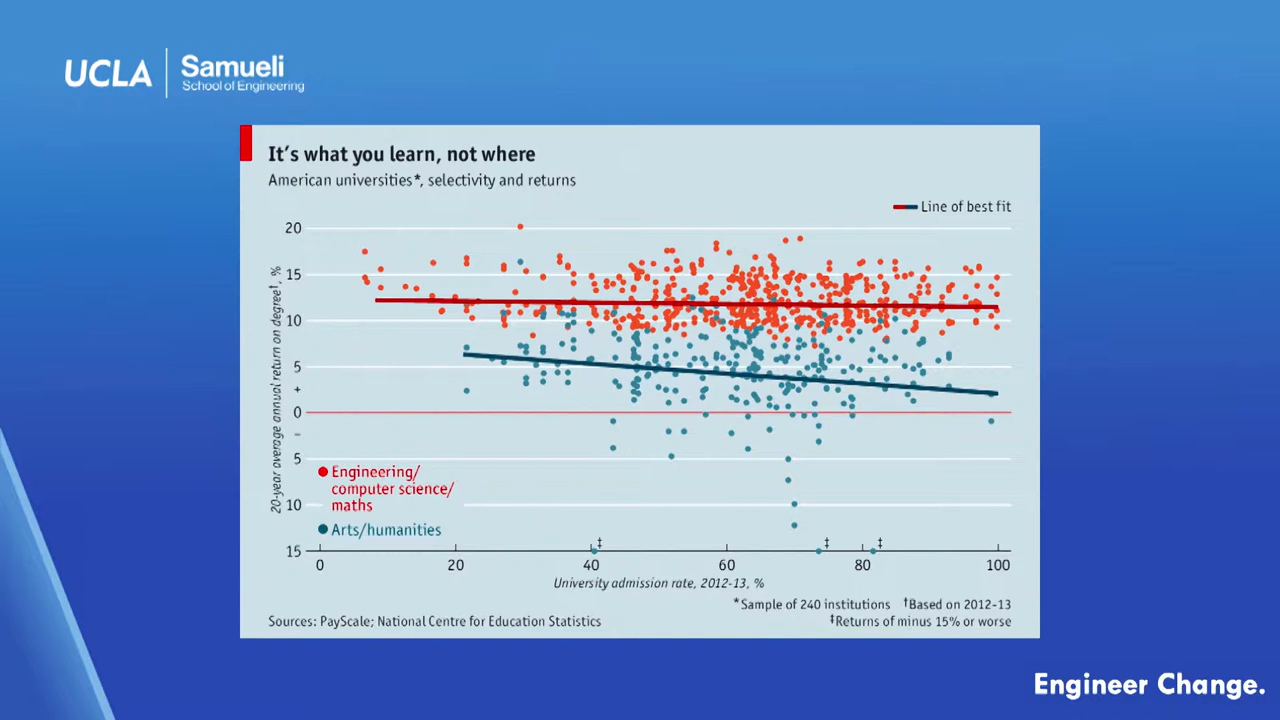 UCLA
Samueli
School of Engineering
It's what you learn, not where
American universities*, selectivity and returns
Line of best fit
20
15
10
5
+
0
−
5
10
15
20-year average annual return on degree†, %
Engineering/
computer science/
maths
Arts/humanities
‡
‡
‡
0
20
40
60
80
100
University admission rate, 2012-13, %
*Sample of 240 institutions †Based on 2012-13
Sources: PayScale; National Centre for Education Statistics
‡Returns of minus 15% or worse
Engineer Change.